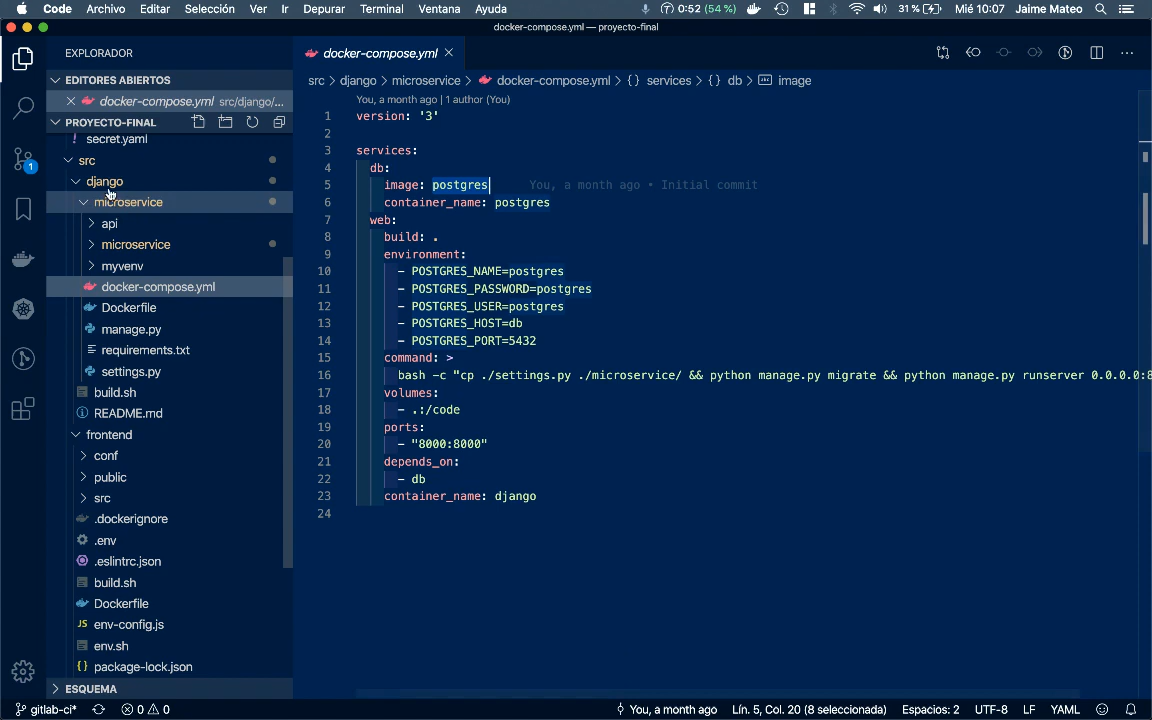 Code Archivo Editar Selección Ver Ir Depurar Terminal Ventana Ayuda 0:52 (54 %) 31 % Mié 10:07 Jaime Mateo
docker-compose.yml — proyecto-final
EXPLORADOR
EDITORES ABIERTOS
docker-compose.yml src/django/...
PROYECTO-FINAL
secret.yaml
src
django
microservice
api
microservice
myvenv
docker-compose.yml
Dockerfile
manage.py
requirements.txt
settings.py
build.sh
README.md
frontend
conf
public
src
.dockerignore
.env
.eslintrc.json
build.sh
Dockerfile
JS env-config.js
env.sh
package-lock.json
ESQUEMA
1
docker-compose.yml
src > django > microservice > docker-compose.yml > {} services > {} db > image
You, a month ago | 1 author (You)
1 version: '3'
2
3 services:
4 db:
5 image: postgres You, a month ago • Initial commit
6 container_name: postgres
7 web:
8 build: .
9 environment:
10 - POSTGRES_NAME=postgres
11 - POSTGRES_PASSWORD=postgres
12 - POSTGRES_USER=postgres
13 - POSTGRES_HOST=db
14 - POSTGRES_PORT=5432
15 command: >
16 bash -c "cp ./settings.py ./microservice/ && python manage.py migrate && python manage.py runserver 0.0.0.0:8
17 volumes:
18 - .:/code
19 ports:
20 - "8000:8000"
21 depends_on:
22 - db
23 container_name: django
24
gitlab-ci* 0 0 You, a month ago Lín. 5, Col. 20 (8 seleccionada) Espacios: 2 UTF-8 LF YAML